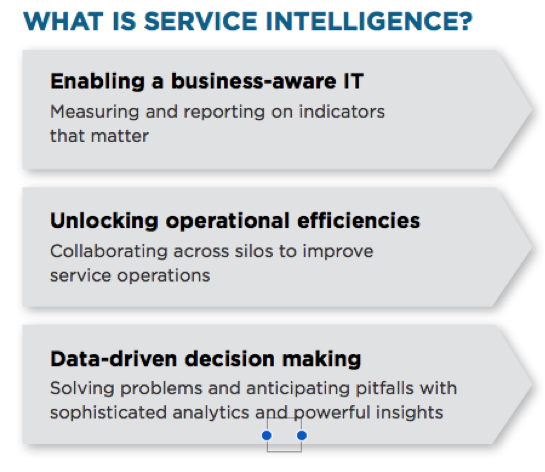 WHAT IS SERVICE INTELLIGENCE?
Enabling a business-aware IT
Measuring and reporting on indicators
that matter
Unlocking operational efficiencies
Collaborating across silos to improve
service operations
Data-driven decision making
Solving problems and anticipating pitfalls with
sophisticated analytics and powerful insights